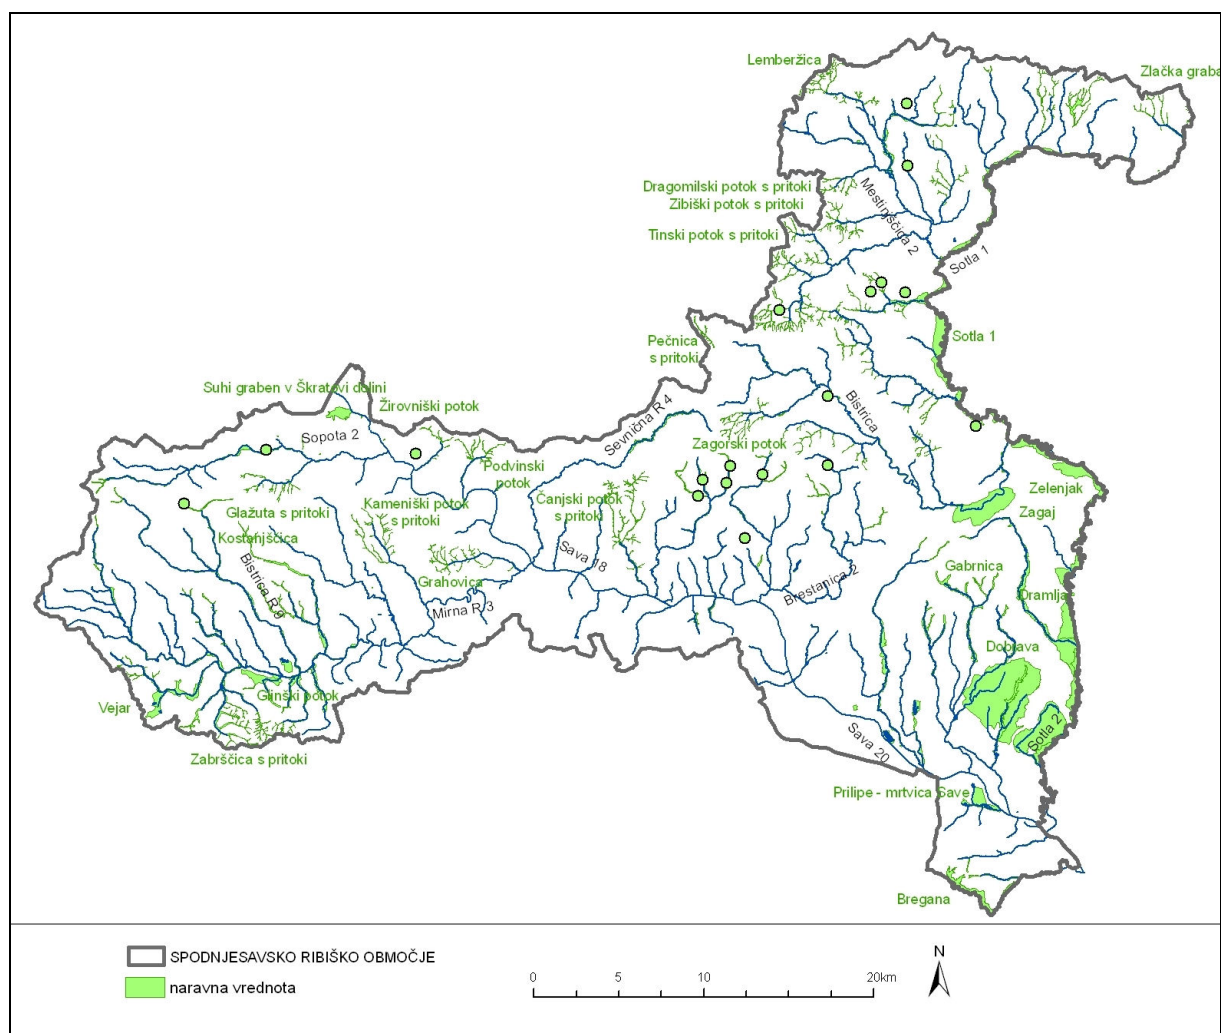 Lemberžica
Zlačka graba
Dragomilski potok s pritoki
Zibiški potok s pritoki
Mestinjščica 2
Tinski potok s pritoki
Sotla 1
Pečnica
s pritoki
Sotla 1
Suhi graben v Škratovi dolini
Žirovniški potok
Bistrica
Sevnična R 4
Sopota 2
Zagorski potok
Podvinski
potok
Zelenjak
Kameniški potok
s pritoki
Čanjski potok
s pritoki
Zagaj
Glažuta s pritoki
Kostanjščica
Sava 18
Gabrnica
Bistrica R 6
Grahovica
Brestanica 2
Dramlja
Mirna R 3
Dobrava
Glinški potok
Vejar
Sotla 2
Sava 20
Zabrščica s pritoki
Prilipe - mrtvica Save
Bregana
SPODNJESAVSKO RIBIŠKO OBMOČJE
naravna vrednota
0 5 10 20km
N